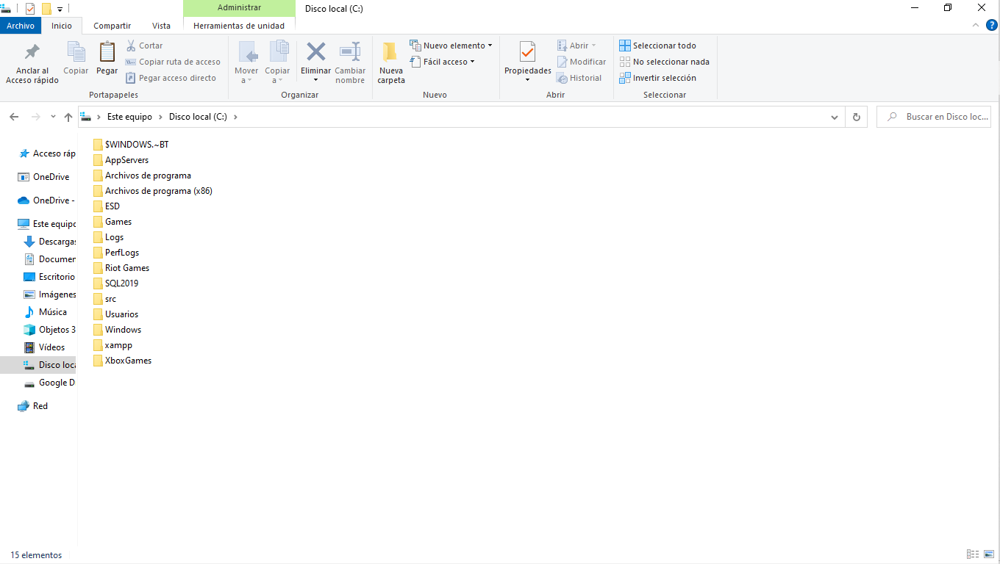 Administrar
Disco local (C:)
Archivo
Inicio
Compartir
Vista
Herramientas de unidad
Anclar al
Acceso rápido
Copiar
Pegar
Cortar
Copiar ruta de acceso
Pegar acceso directo
Portapapeles
Mover
a
Copiar
a
Eliminar
Cambiar
nombre
Organizar
Nueva
carpeta
Nuevo elemento
Fácil acceso
Nuevo
Propiedades
Abrir
Modificar
Historial
Abrir
Seleccionar todo
No seleccionar nada
Invertir selección
Seleccionar
Este equipo
Disco local (C:)
Buscar en Disco loc...
Acceso ráp
OneDrive
OneDrive -
Este equipo
Descargas
Documen
Escritorio
Imágenes
Música
Objetos 3
Vídeos
Disco loca
Google D
Red
$WINDOWS.~BT
AppServers
Archivos de programa
Archivos de programa (x86)
ESD
Games
Logs
PerfLogs
Riot Games
SQL2019
src
Usuarios
Windows
xampp
XboxGames
15 elementos